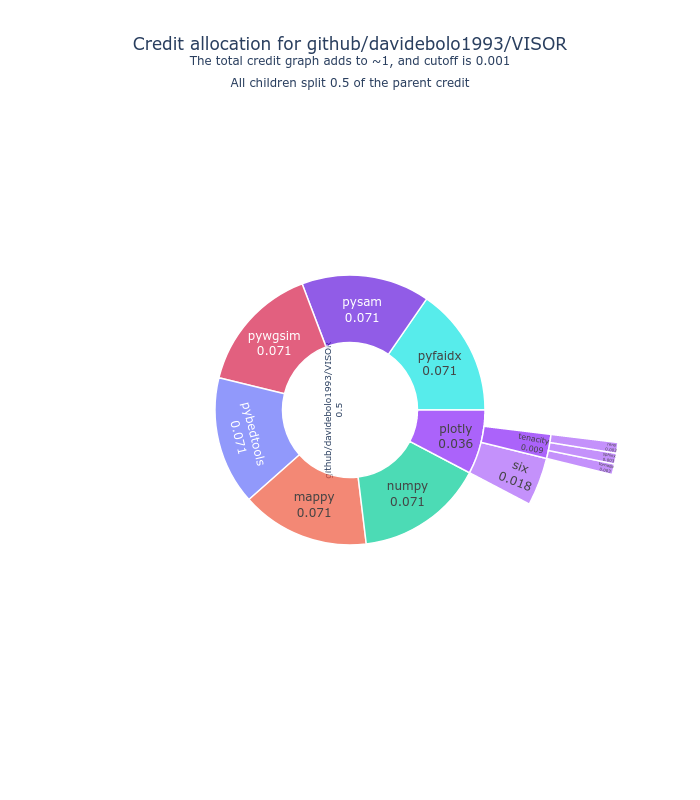 Credit allocation for github/davidebolo1993/VISOR
The total credit graph adds to ~1, and cutoff is 0.001
All children split 0.5 of the parent credit
pysam
0.071
pywgsim
0.071
pyfaidx
0.071
github/davidebolo1993/VISOR
0.5
pybedtools
0.071
plotly
0.036
tenacity
0.009
six
0.018
mappy
0.071
numpy
0.071